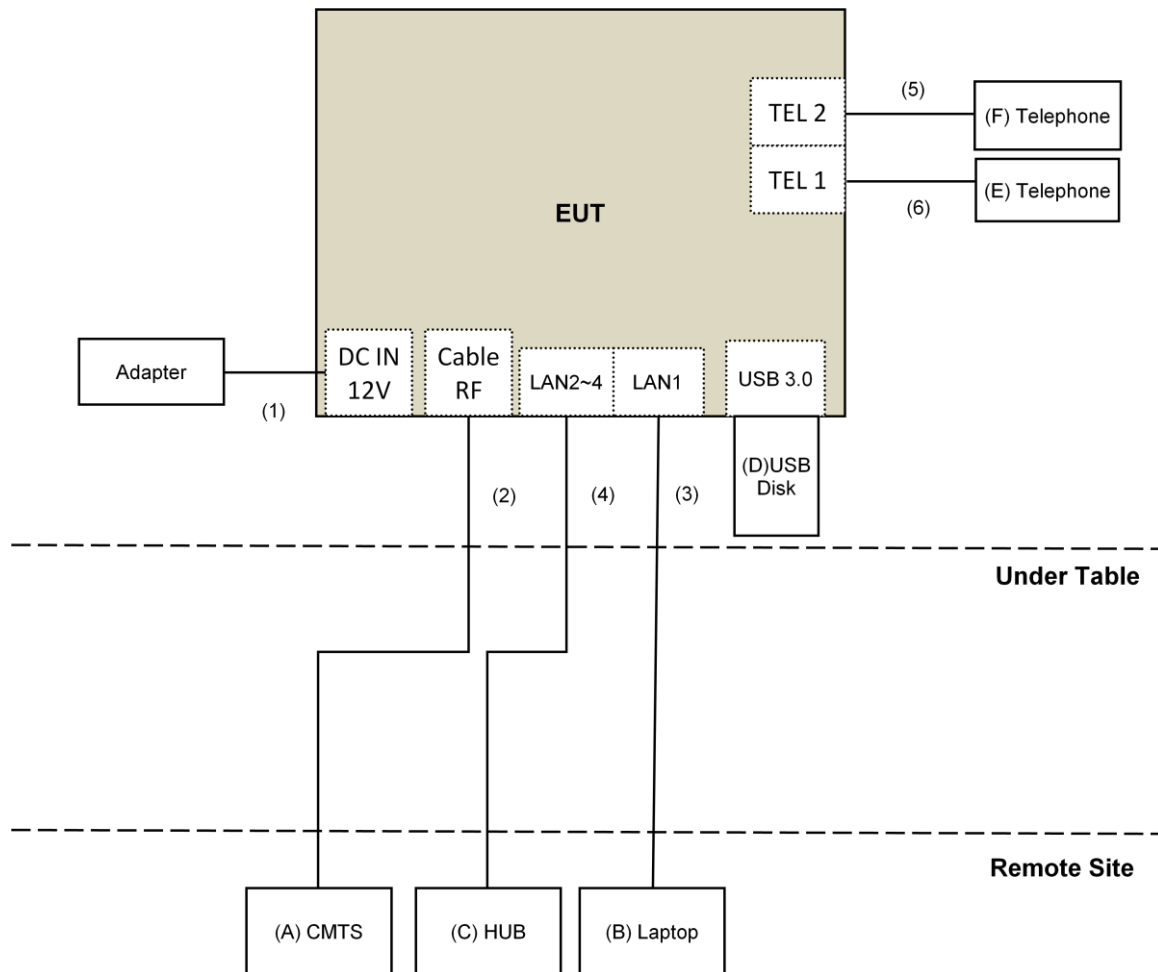 (5)
TEL 2
(F) Telephone
TEL 1
(E) Telephone
(6)
EUT
Adapter
(1)
DC IN
12V
Cable
RF
LAN2~4
LAN1
USB 3.0
(2)
(4)
(3)
(D)USB
Disk
Under Table
Remote Site
(A) CMTS
(C) HUB
(B) Laptop